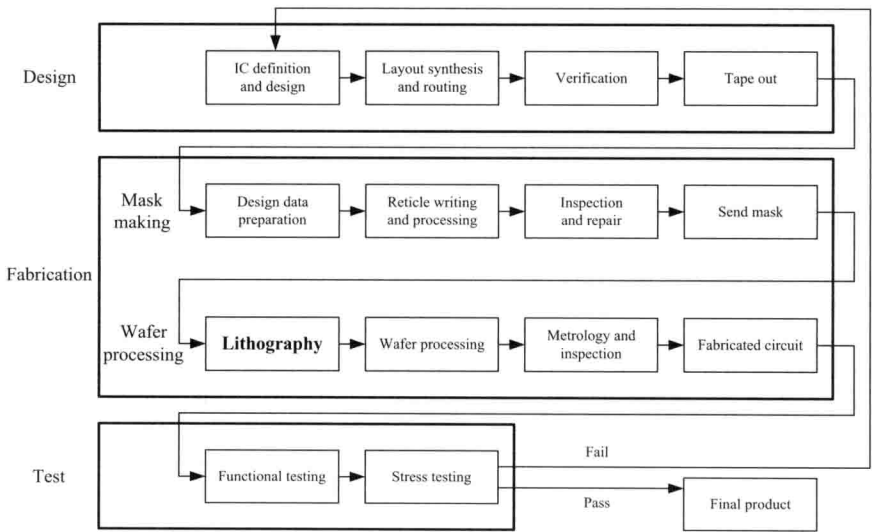 Design
IC definition
and design
Layout synthesis
and routing
Verification
Tape out
Fabrication
Mask
making
Design data
preparation
Reticle writing
and processing
Inspection
and repair
Send mask
Wafer
processing
Lithography
Wafer processing
Metrology and
inspection
Fabricated circuit
Test
Functional testing
Stress testing
Fail
Pass
Final product